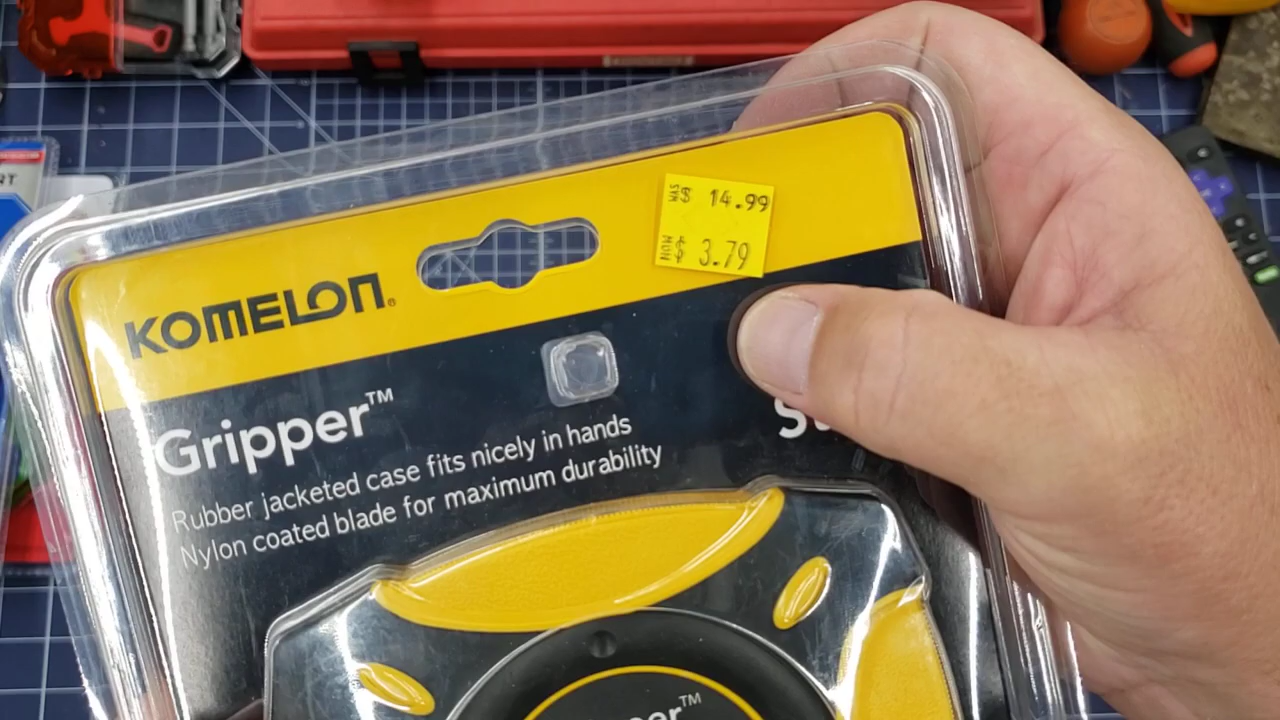 KOMELON®
WAS $ 14.99
NOW $ 3.79
Gripper™
Rubber jacketed case fits nicely in hands
Nylon coated blade for maximum durability
RT